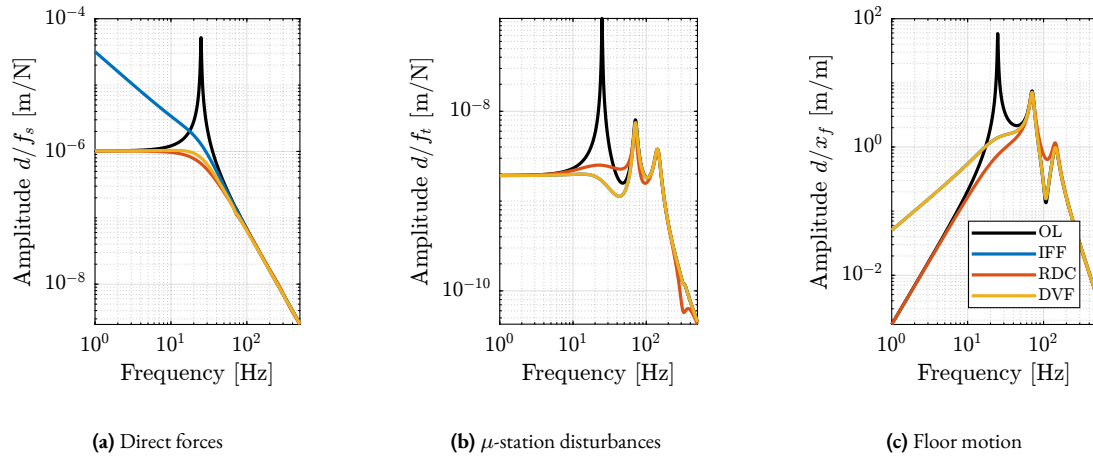 10^-4
10^-6
10^-8
10^0
10^1
10^2
Amplitude d/f_s [m/N]
Frequency [Hz]
(a) Direct forces
10^-8
10^-10
10^0
10^1
10^2
Amplitude d/f_t [m/N]
Frequency [Hz]
(b) μ-station disturbances
10^2
10^0
10^-2
10^0
10^1
10^2
Amplitude d/x_f [m/m]
Frequency [Hz]
OL
IFF
RDC
DVF
(c) Floor motion